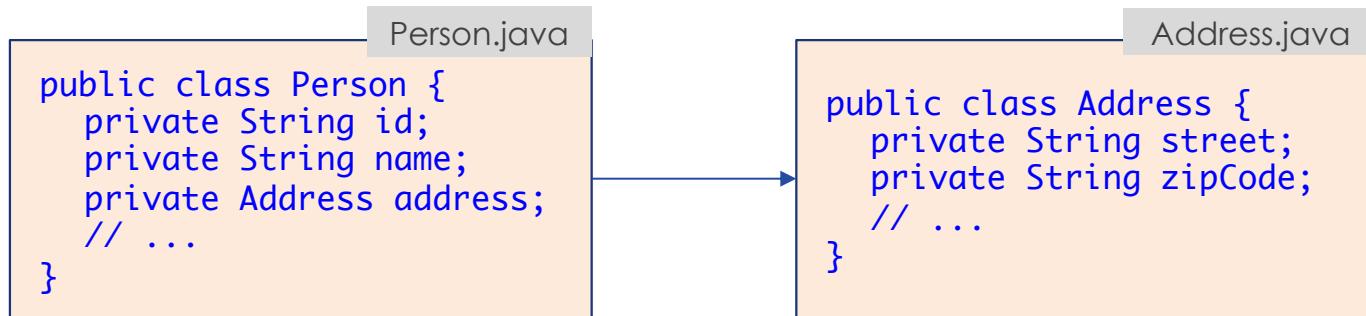 Person.java
public class Person {
private String id;
private String name;
private Address address;
// ...
}
Address.java
public class Address {
private String street;
private String zipCode;
// ...
}